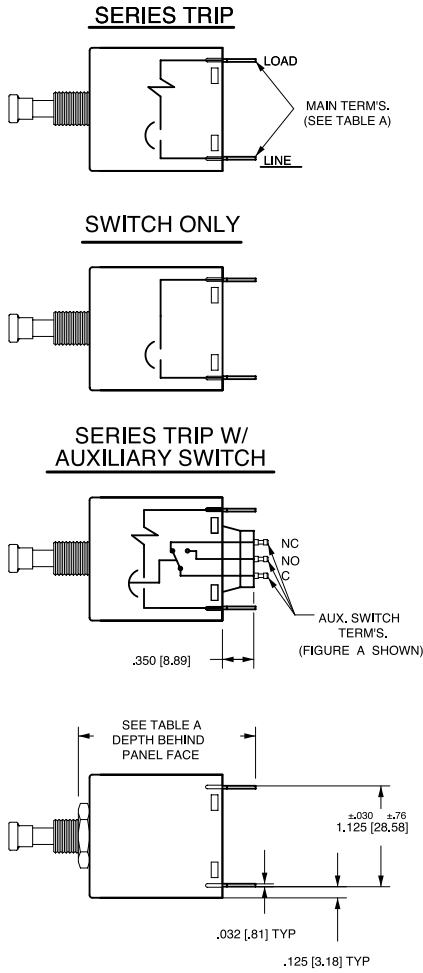 SERIES TRIP
LOAD
MAIN TERM'S.
(SEE TABLE A)
LINE
SWITCH ONLY
SERIES TRIP W/
AUXILIARY SWITCH
NC
NO
C
AUX. SWITCH
TERM'S.
(FIGURE A SHOWN)
.350 [8.89]
SEE TABLE A
DEPTH BEHIND
PANEL FACE
±.030 ±.76
1.125 [28.58]
.032 [.81] TYP
.125 [3.18] TYP